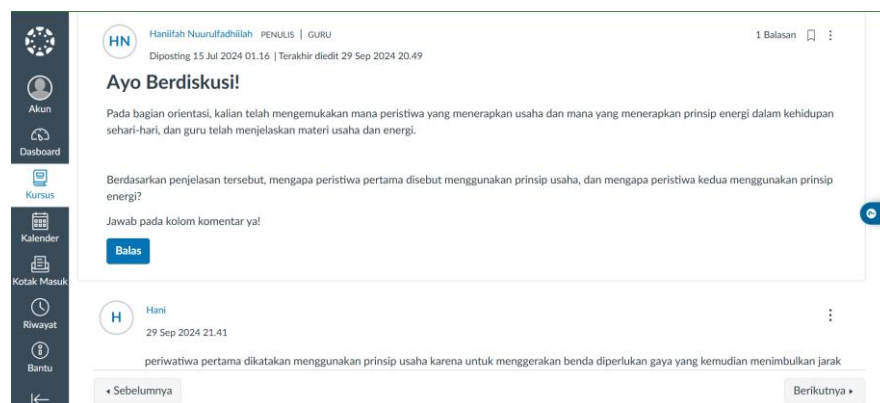 HN
Haniifah Nuurulfadhiilah PENULIS | GURU
1 Balasan
Diposting 15 Jul 2024 01.16 | Terakhir diedit 29 Sep 2024 20.49
Ayo Berdiskusi!
Pada bagian orientasi, kalian telah mengemukakan mana peristiwa yang menerapkan usaha dan mana yang menerapkan prinsip energi dalam kehidupan
sehari-hari, dan guru telah menjelaskan materi usaha dan energi.
Berdasarkan penjelasan tersebut, mengapa peristiwa pertama disebut menggunakan prinsip usaha, dan mengapa peristiwa kedua menggunakan prinsip
energi?
Jawab pada kolom komentar ya!
Balas
H
Hani
29 Sep 2024 21.41
periwatiwa pertama dikatakan menggunakan prinsip usaha karena untuk menggerakan benda diperlukan gaya yang kemudian menimbulkan jarak
Sebelumnya
Berikutnya
Akun
Dasboard
Kursus
Kalender
Kotak Masuk
Riwayat
Bantu